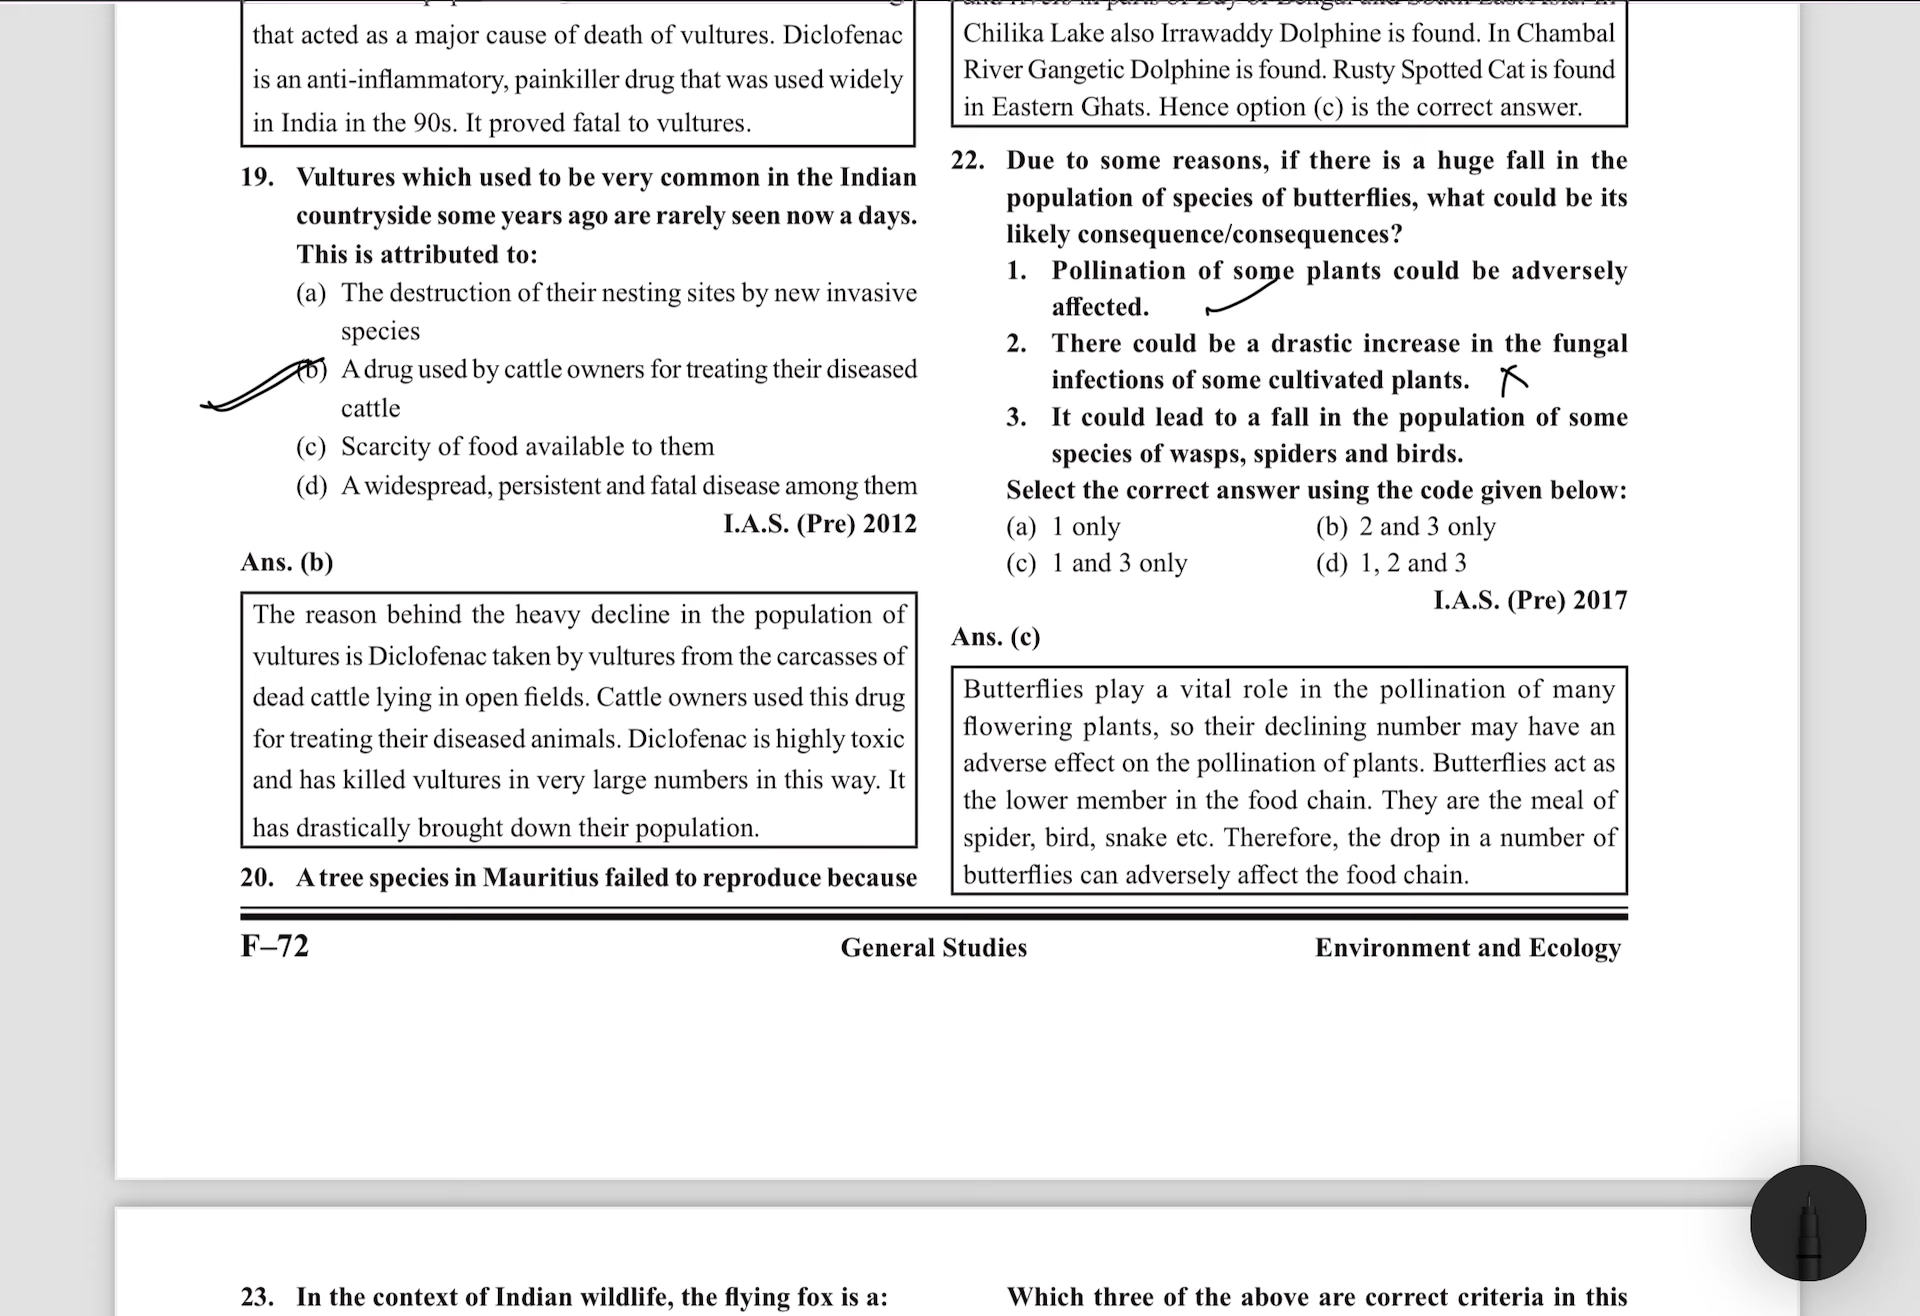 that acted as a major cause of death of vultures. Diclofenac
is an anti-inflammatory, painkiller drug that was used widely
in India in the 90s. It proved fatal to vultures.
19. Vultures which used to be very common in the Indian
countryside some years ago are rarely seen now a days.
This is attributed to:
(a) The destruction of their nesting sites by new invasive
species
(b) A drug used by cattle owners for treating their diseased
cattle
(c) Scarcity of food available to them
(d) A widespread, persistent and fatal disease among them
I.A.S. (Pre) 2012
Ans. (b)
The reason behind the heavy decline in the population of
vultures is Diclofenac taken by vultures from the carcasses of
dead cattle lying in open fields. Cattle owners used this drug
for treating their diseased animals. Diclofenac is highly toxic
and has killed vultures in very large numbers in this way. It
has drastically brought down their population.
20. A tree species in Mauritius failed to reproduce because
and rivers in parts of Bay of Bengal and South East Asia. In
Chilika Lake also Irrawaddy Dolphine is found. In Chambal
River Gangetic Dolphine is found. Rusty Spotted Cat is found
in Eastern Ghats. Hence option (c) is the correct answer.
22. Due to some reasons, if there is a huge fall in the
population of species of butterflies, what could be its
likely consequence/consequences?
1. Pollination of some plants could be adversely
affected.
2. There could be a drastic increase in the fungal
infections of some cultivated plants.
3. It could lead to a fall in the population of some
species of wasps, spiders and birds.
Select the correct answer using the code given below:
(a) 1 only (b) 2 and 3 only
(c) 1 and 3 only (d) 1, 2 and 3
I.A.S. (Pre) 2017
Ans. (c)
Butterflies play a vital role in the pollination of many
flowering plants, so their declining number may have an
adverse effect on the pollination of plants. Butterflies act as
the lower member in the food chain. They are the meal of
spider, bird, snake etc. Therefore, the drop in a number of
butterflies can adversely affect the food chain.
F–72 General Studies Environment and Ecology
23. In the context of Indian wildlife, the flying fox is a:
Which three of the above are correct criteria in this